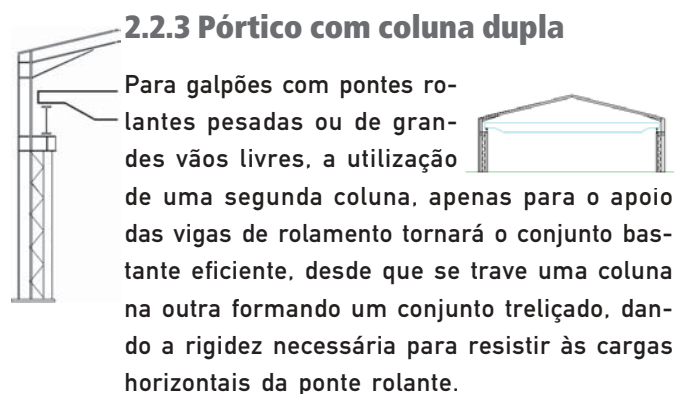 2.2.3 Pórtico com coluna dupla
Para galpões com pontes ro-
lantes pesadas ou de gran-
des vãos livres, a utilização
de uma segunda coluna, apenas para o apoio
das vigas de rolamento tornará o conjunto bas-
tante eficiente, desde que se trave uma coluna
na outra formando um conjunto treliçado, dan-
do a rigidez necessária para resistir às cargas
horizontais da ponte rolante.